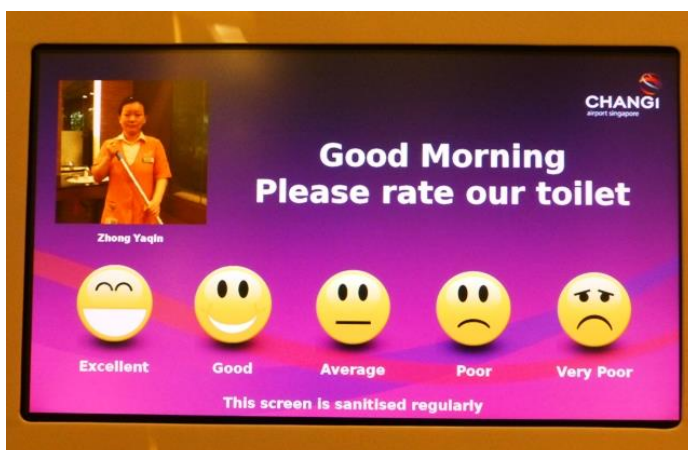 CHANGI
airport singapore
Good Morning
Please rate our toilet
Zhong Yaqin
Excellent
Good
Average
Poor
Very Poor
This screen is sanitised regularly